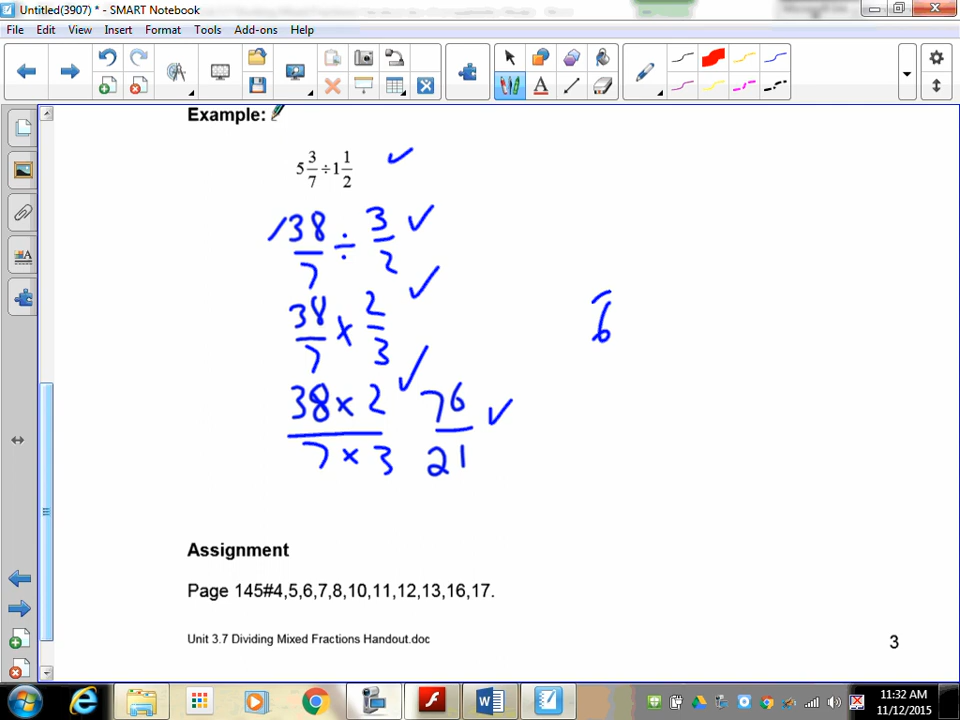 Untitled(3907) * - SMART Notebook
File Edit View Insert Format Tools Add-ons Help
Example:
5 3/7 ÷ 1 1/2 ✓
38/7 ÷ 3/2 ✓
38/7 × 2/3 ✓
38 × 2 / 7 × 3 ✓ 76/21 ✓
6
Assignment
Page 145#4,5,6,7,8,10,11,12,13,16,17.
Unit 3.7 Dividing Mixed Fractions Handout.doc
3
11:32 AM
11/12/2015